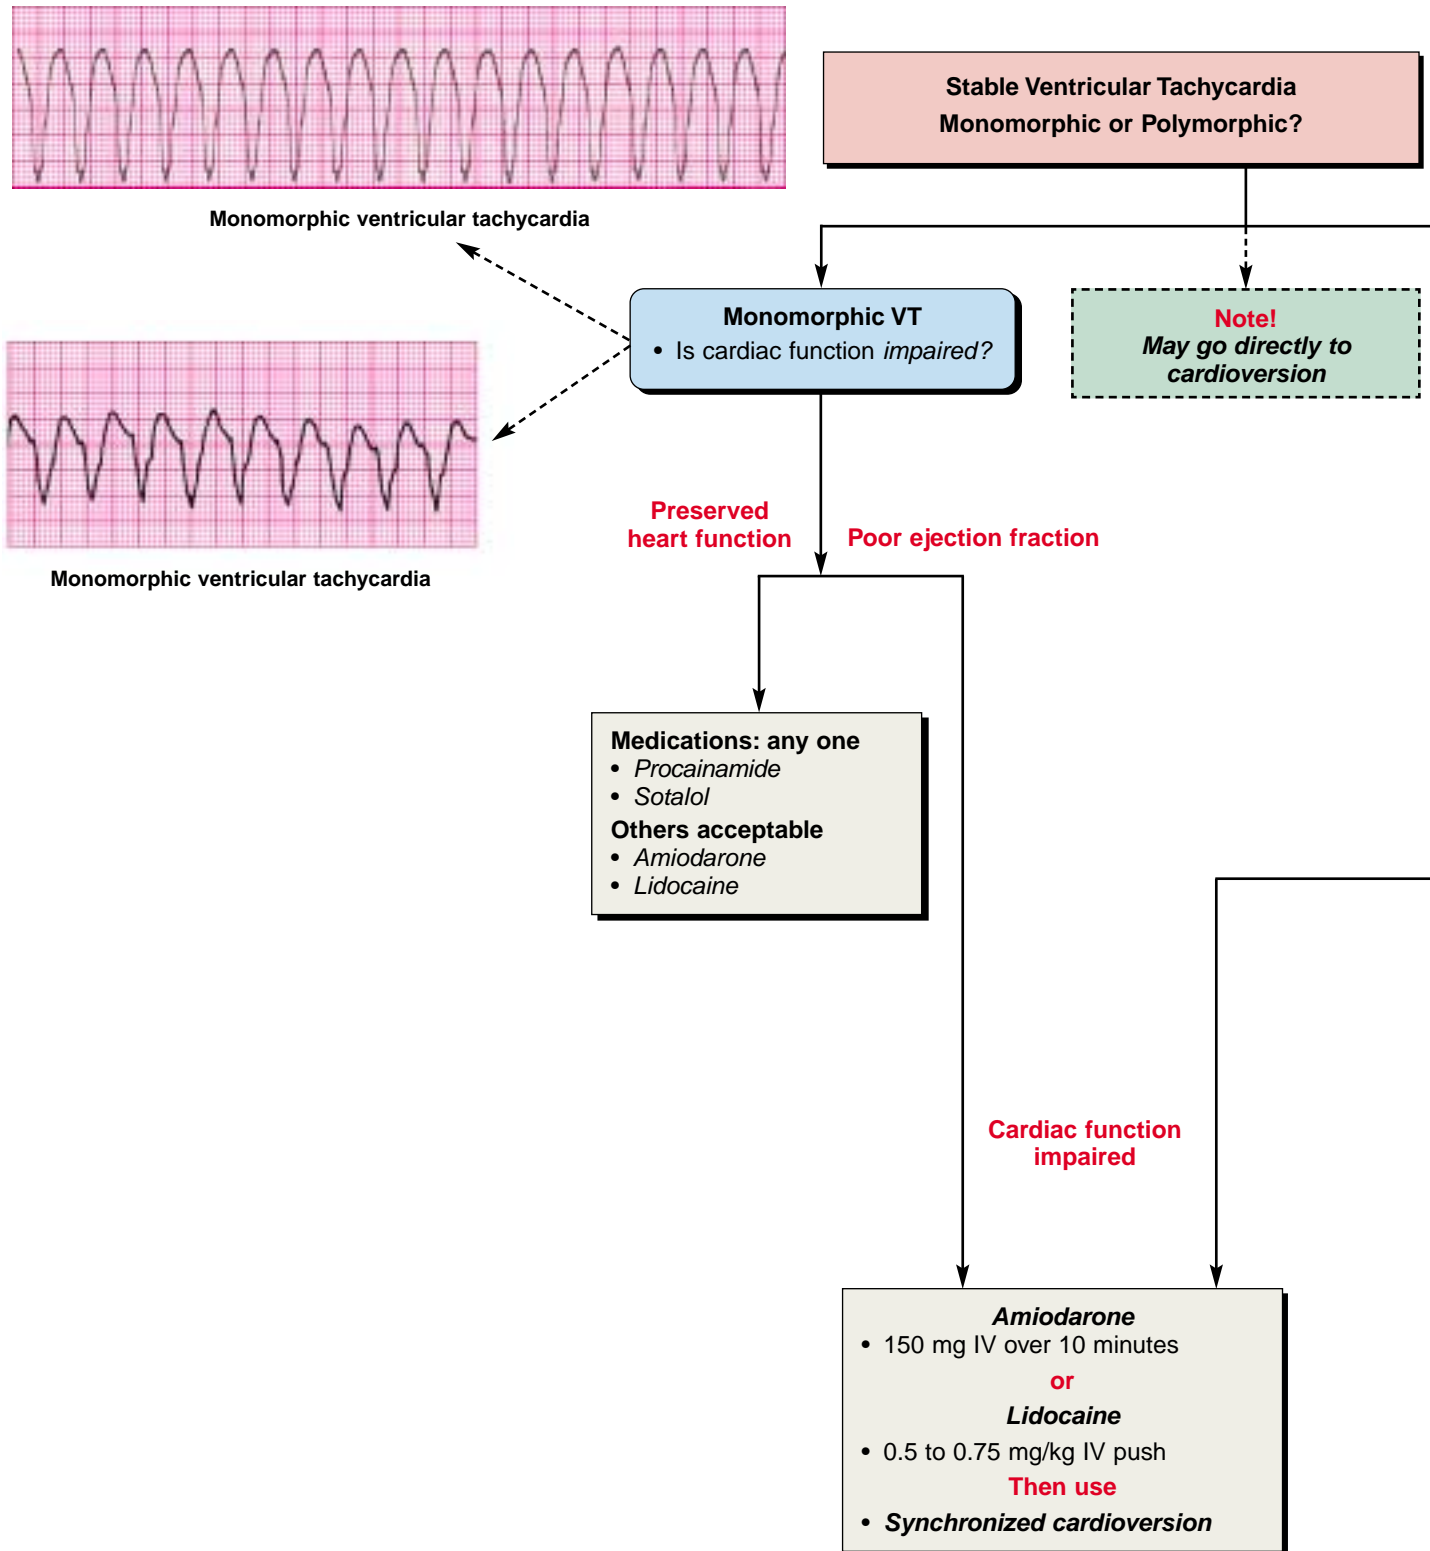 Stable Ventricular Tachycardia
Monomorphic or Polymorphic?
Monomorphic ventricular tachycardia
Monomorphic VT
• Is cardiac function impaired?
Note!
May go directly to
cardioversion
Monomorphic ventricular tachycardia
Preserved
heart function
Poor ejection fraction
Medications: any one
• Procainamide
• Sotalol
Others acceptable
• Amiodarone
• Lidocaine
Cardiac function
impaired
Amiodarone
• 150 mg IV over 10 minutes
or
Lidocaine
• 0.5 to 0.75 mg/kg IV push
Then use
• Synchronized cardioversion